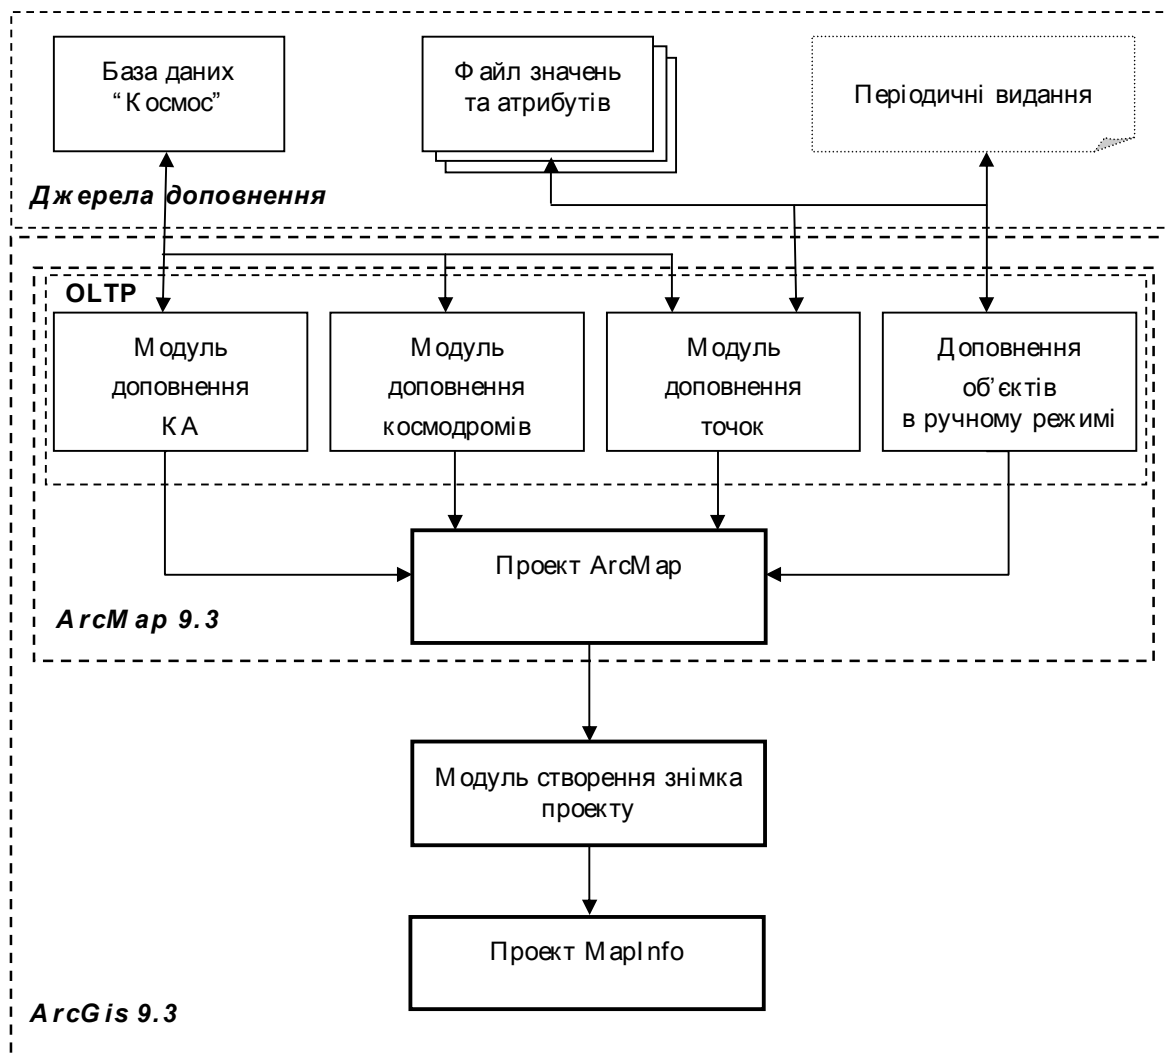 База даних
“Космос”
Файл значень
та атрибутів
Періодичні видання
Джерела доповнення
OLTP
Модуль
доповнення
КА
Модуль
доповнення
космодромів
Модуль
доповнення
точок
Доповнення
об’єктів
в ручному режимі
Проект ArcMap
ArcMap 9.3
Модуль створення знімка
проекту
Проект MapInfo
ArcGis 9.3